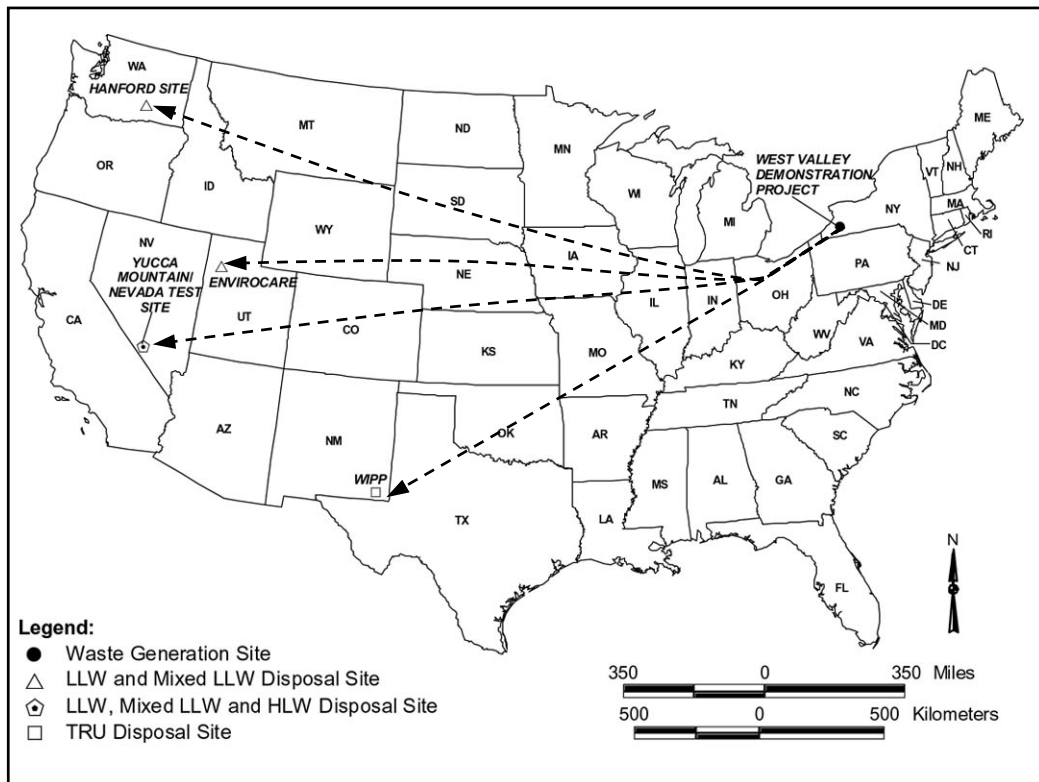 WA
HANFORD SITE
MT
ND
MN
ME
OR
ID
SD
WI
MI
WEST VALLEY
DEMONSTRATION
PROJECT
VT
NH
NY
MA
RI
CT
NJ
WY
NV
YUCCA
MOUNTAIN/
NEVADA TEST
SITE
ENVIROCARE
NE
IA
PA
IL
IN
OH
DE
MD
DC
CA
UT
CO
KS
MO
WV
VA
KY
NC
TN
AZ
NM
OK
AR
SC
WIPP
TX
MS
AL
GA
LA
FL
N
Legend:
Waste Generation Site
LLW and Mixed LLW Disposal Site
LLW, Mixed LLW and HLW Disposal Site
TRU Disposal Site
350 0 350 Miles
500 0 500 Kilometers